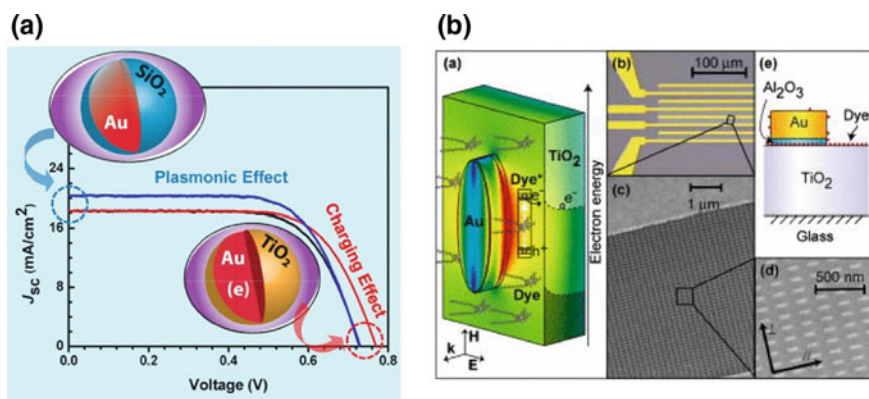 (a)
SiO2
Au
Plasmonic Effect
Charging Effect
Au
(e)
TiO2
24
16
8
0
JSC (mA/cm2)
0.0
0.2
0.4
0.6
0.8
Voltage (V)
(b)
(a)
TiO2
Dye*
e-
e-
Au
h+
Dye
H
k
E
Electron energy
(b)
100 µm
(c)
1 µm
(e)
Al2O3
Au
Dye
TiO2
Glass
(d)
500 nm
⊥
//